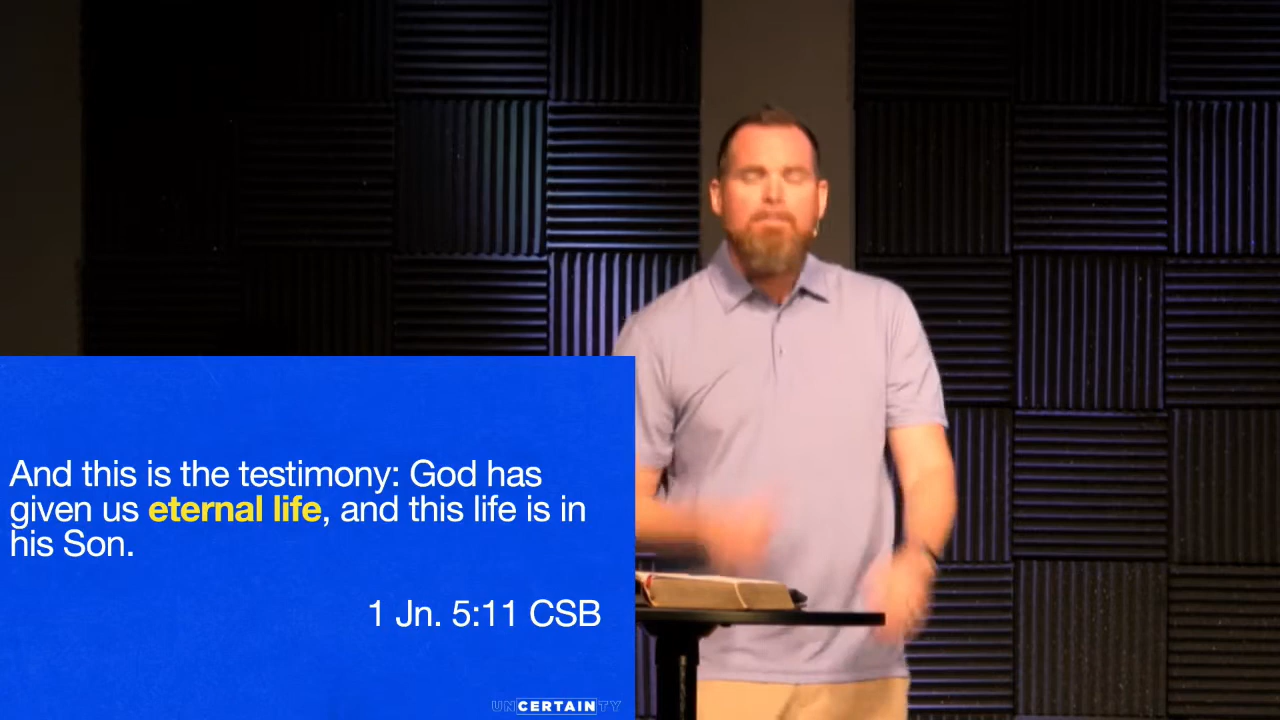 And this is the testimony: God has
given us eternal life, and this life is in
his Son.
1 Jn. 5:11 CSB
UNCERTAINTY